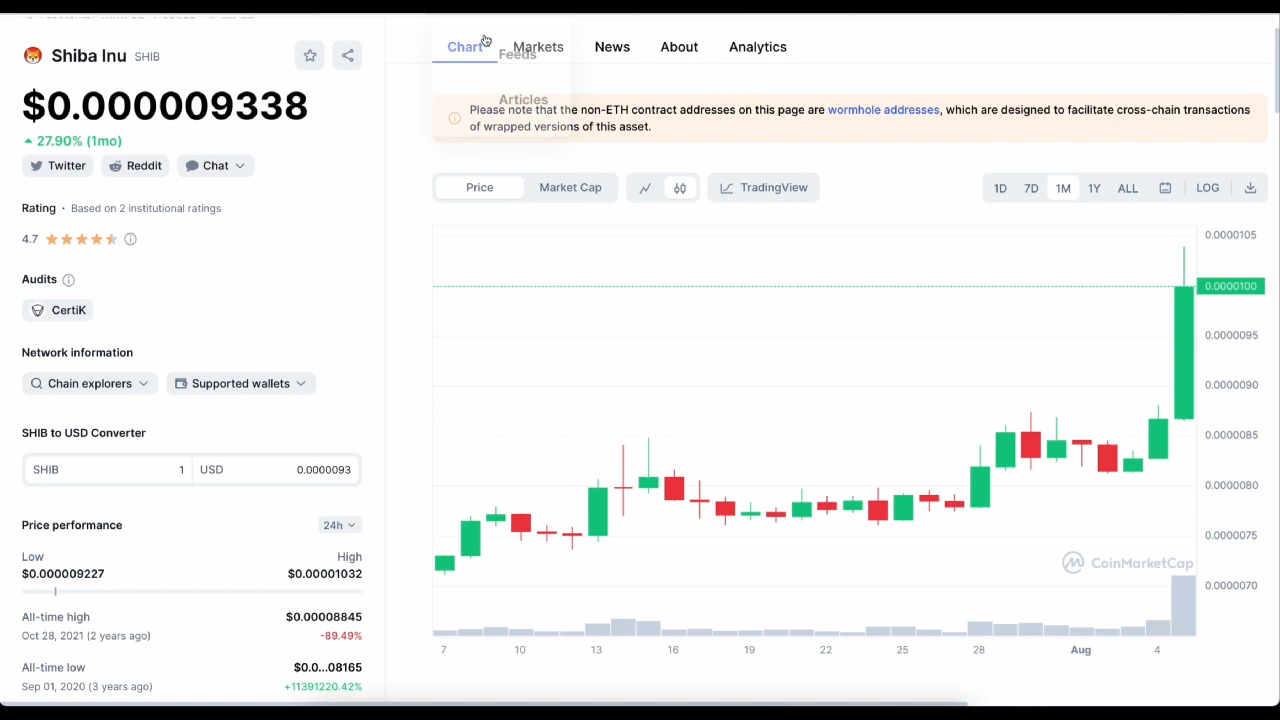 Shiba Inu SHIB
$0.000009338
27.90% (1mo)
Twitter Reddit Chat
Rating · Based on 2 institutional ratings
4.7
Audits
CertiK
Network information
Chain explorers Supported wallets
SHIB to USD Converter
SHIB 1 USD 0.0000093
Price performance 24h
Low High
$0.000009227 $0.00001032
All-time high $0.00008845
Oct 28, 2021 (2 years ago) -89.49%
All-time low $0.0...08165
Sep 01, 2020 (3 years ago) +11391220.42%
Chart Markets News About Analytics
Feeds
Articles
Please note that the non-ETH contract addresses on this page are wormhole addresses, which are designed to facilitate cross-chain transactions
of wrapped versions of this asset.
Price Market Cap TradingView 1D 7D 1M 1Y ALL LOG
0.0000105
0.0000100
0.0000095
0.0000090
0.0000085
0.0000080
0.0000075
CoinMarketCap
0.0000070
7 10 13 16 19 22 25 28 Aug 4